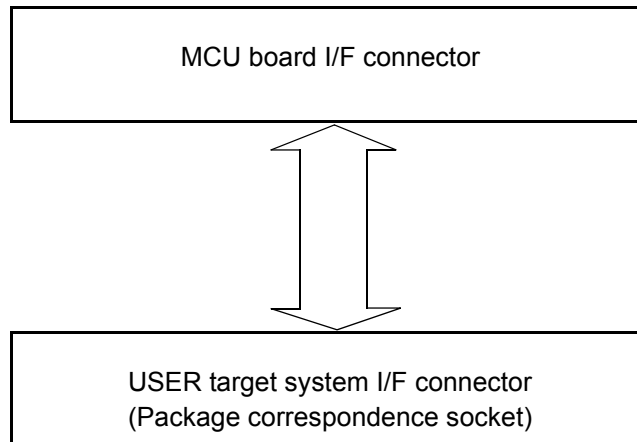 MCU board I/F connector
USER target system I/F connector
(Package correspondence socket)